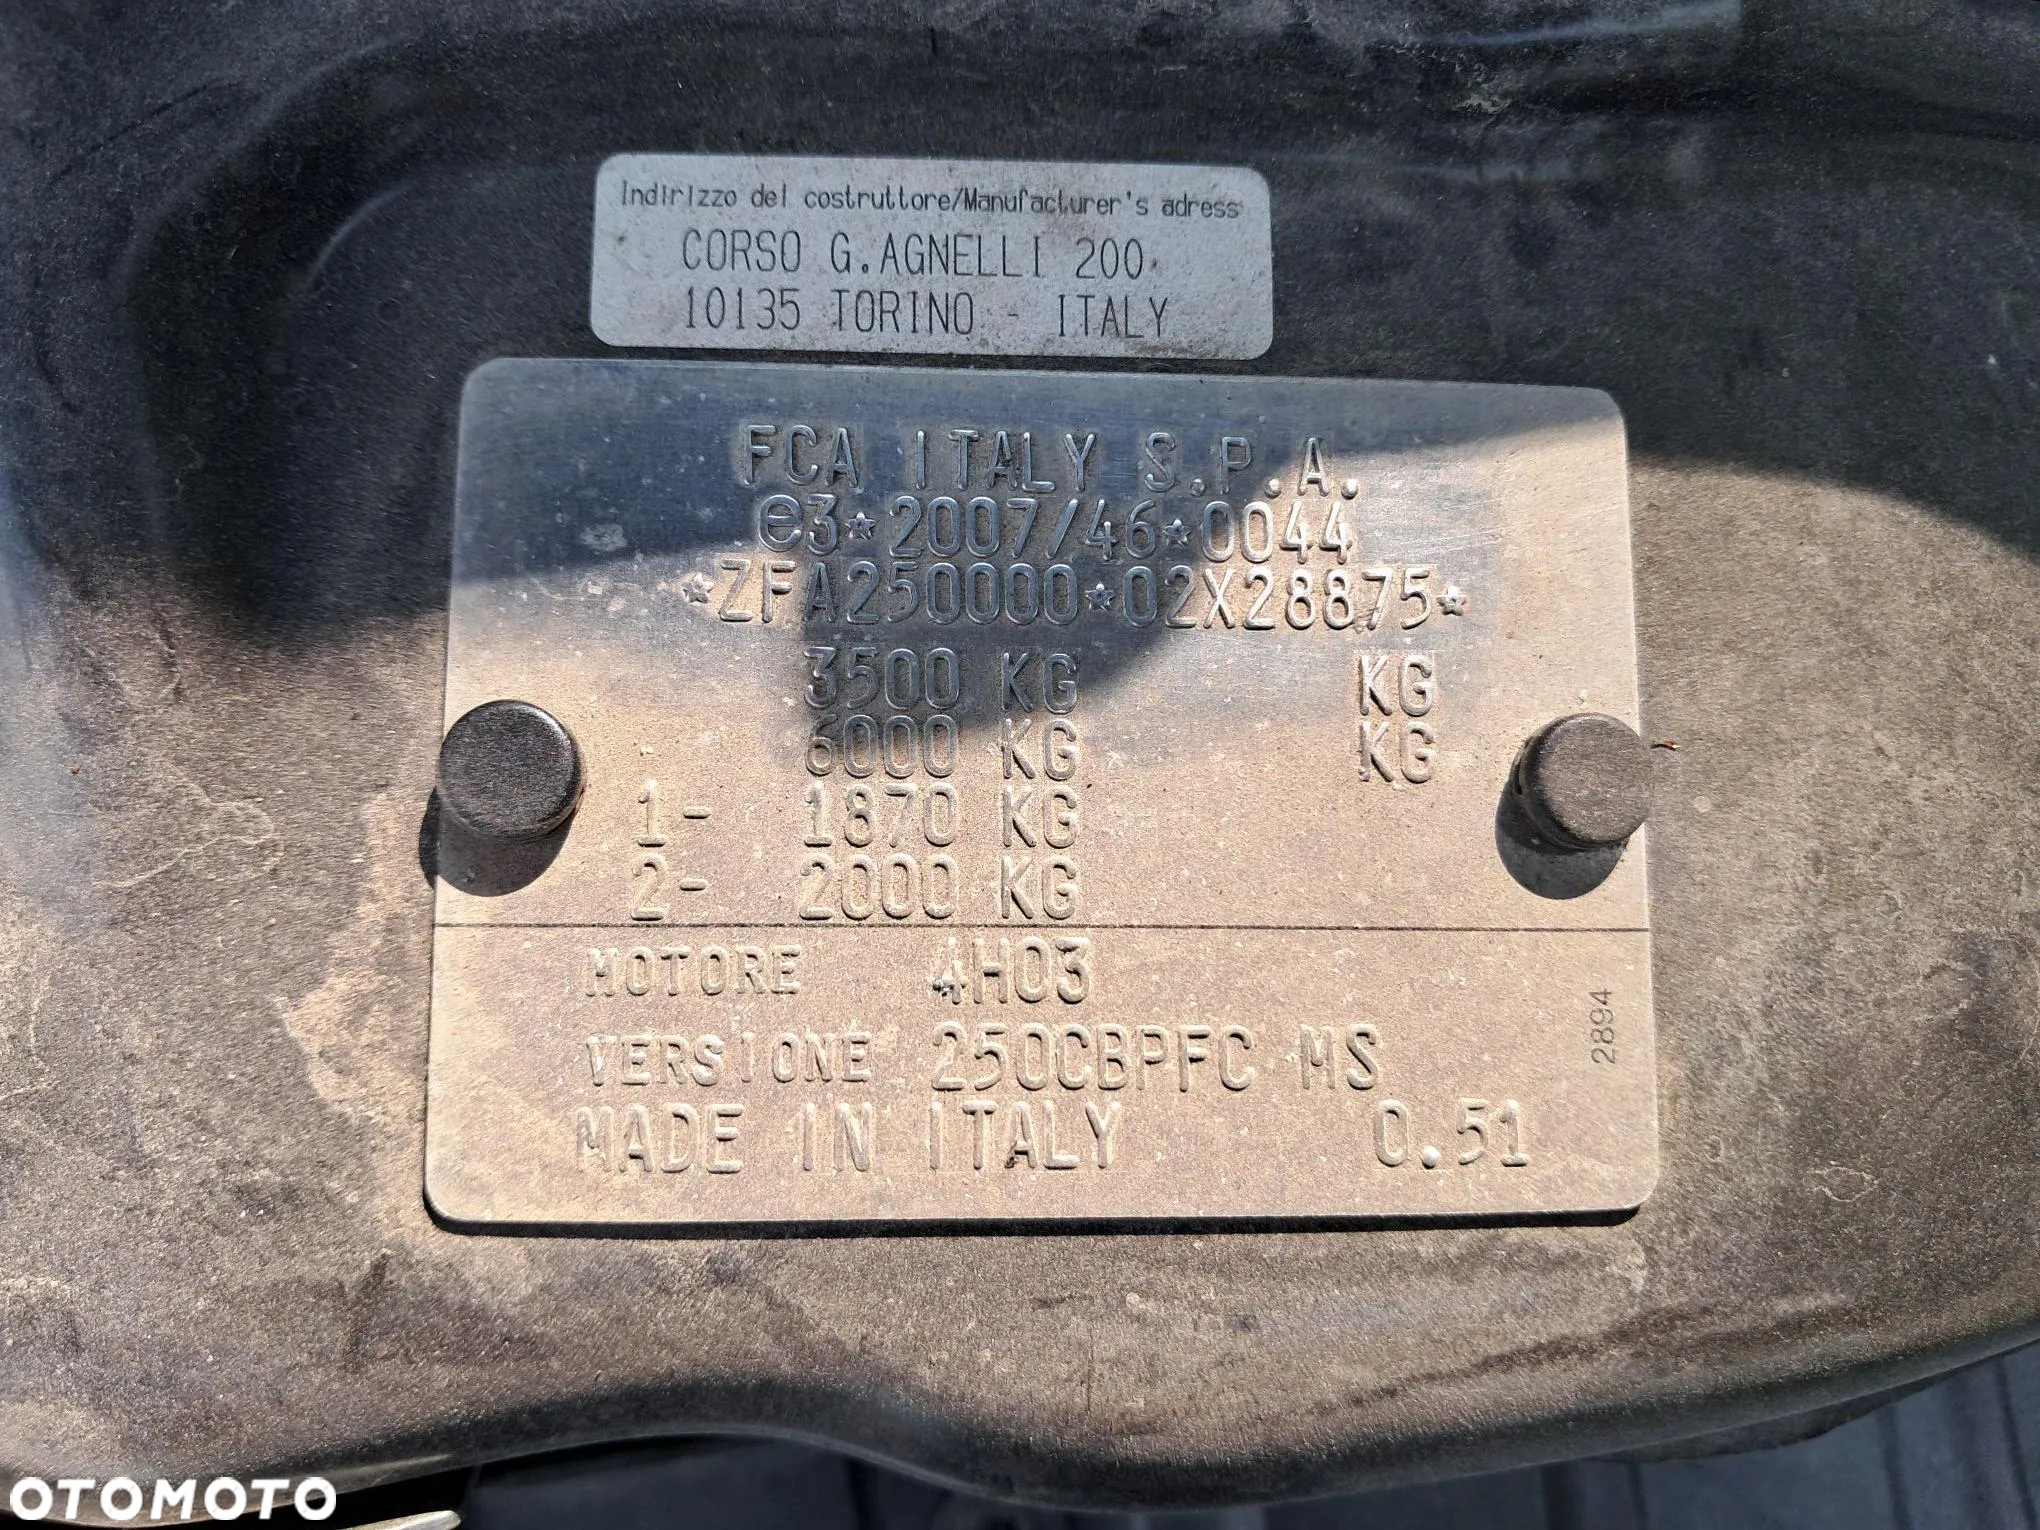 Indirizzo del costruttore/Manufacturer's adress
CORSO G.AGNELLI 200
10135 TORINO - ITALY
FCA ITALY S.P.A.
e3*2007/46*0044
*ZFA250000*02X28875*
3500 KG KG
6000 KG KG
1- 1870 KG
2- 2000 KG
MOTORE 4H03
VERSIONE 250CBPFC MS
MADE IN ITALY 0.51
2894
OTOMOTO